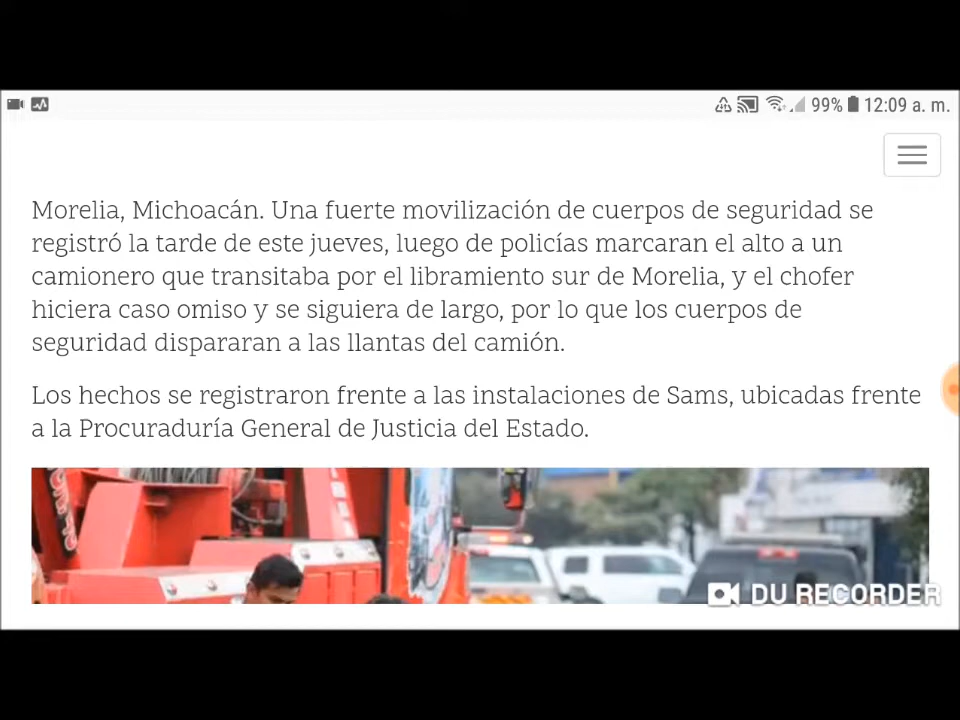 99% 12:09 a. m.
Morelia, Michoacán. Una fuerte movilización de cuerpos de seguridad se
registró la tarde de este jueves, luego de policías marcaran el alto a un
camionero que transitaba por el libramiento sur de Morelia, y el chofer
hiciera caso omiso y se siguiera de largo, por lo que los cuerpos de
seguridad dispararan a las llantas del camión.
Los hechos se registraron frente a las instalaciones de Sams, ubicadas frente
a la Procuraduría General de Justicia del Estado.
DU RECORDER